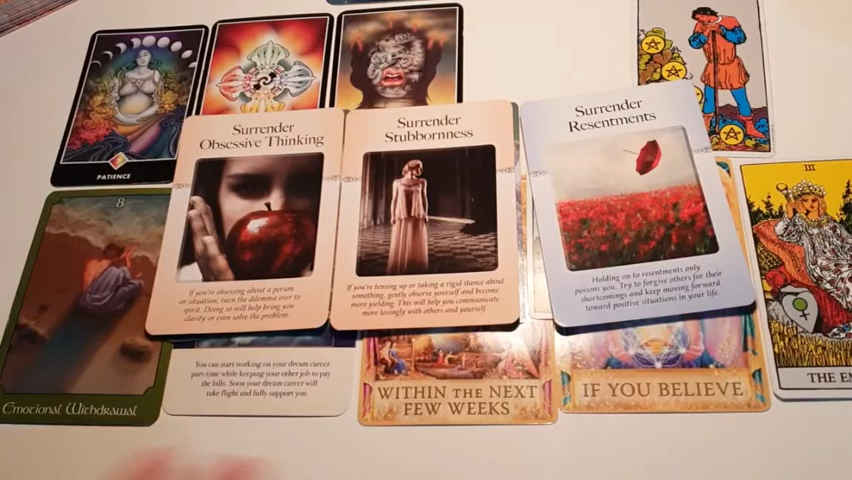 PATIENCE
Surrender
Obsessive Thinking
If you're obsessing about a person
or situation, turn the dilemma over to
spirit. Doing so will help bring you
clarity or even solve the problem.
Surrender
Stubbornness
If you're tensing up or taking a rigid stance about
something, gently observe yourself and become
more yielding. This will help you communicate
more lovingly with others and yourself.
Surrender
Resentments
Holding on to resentments only
poisons you. Try to forgive others for their
shortcomings and keep moving forward
toward positive situations in your life.
III
THE EM
8
Emotional Withdrawal
You can start working on your dream career
part-time while keeping your other job to pay
the bills. Soon your dream career will
take flight and fully support you.
WITHIN THE NEXT
FEW WEEKS
IF YOU BELIEVE